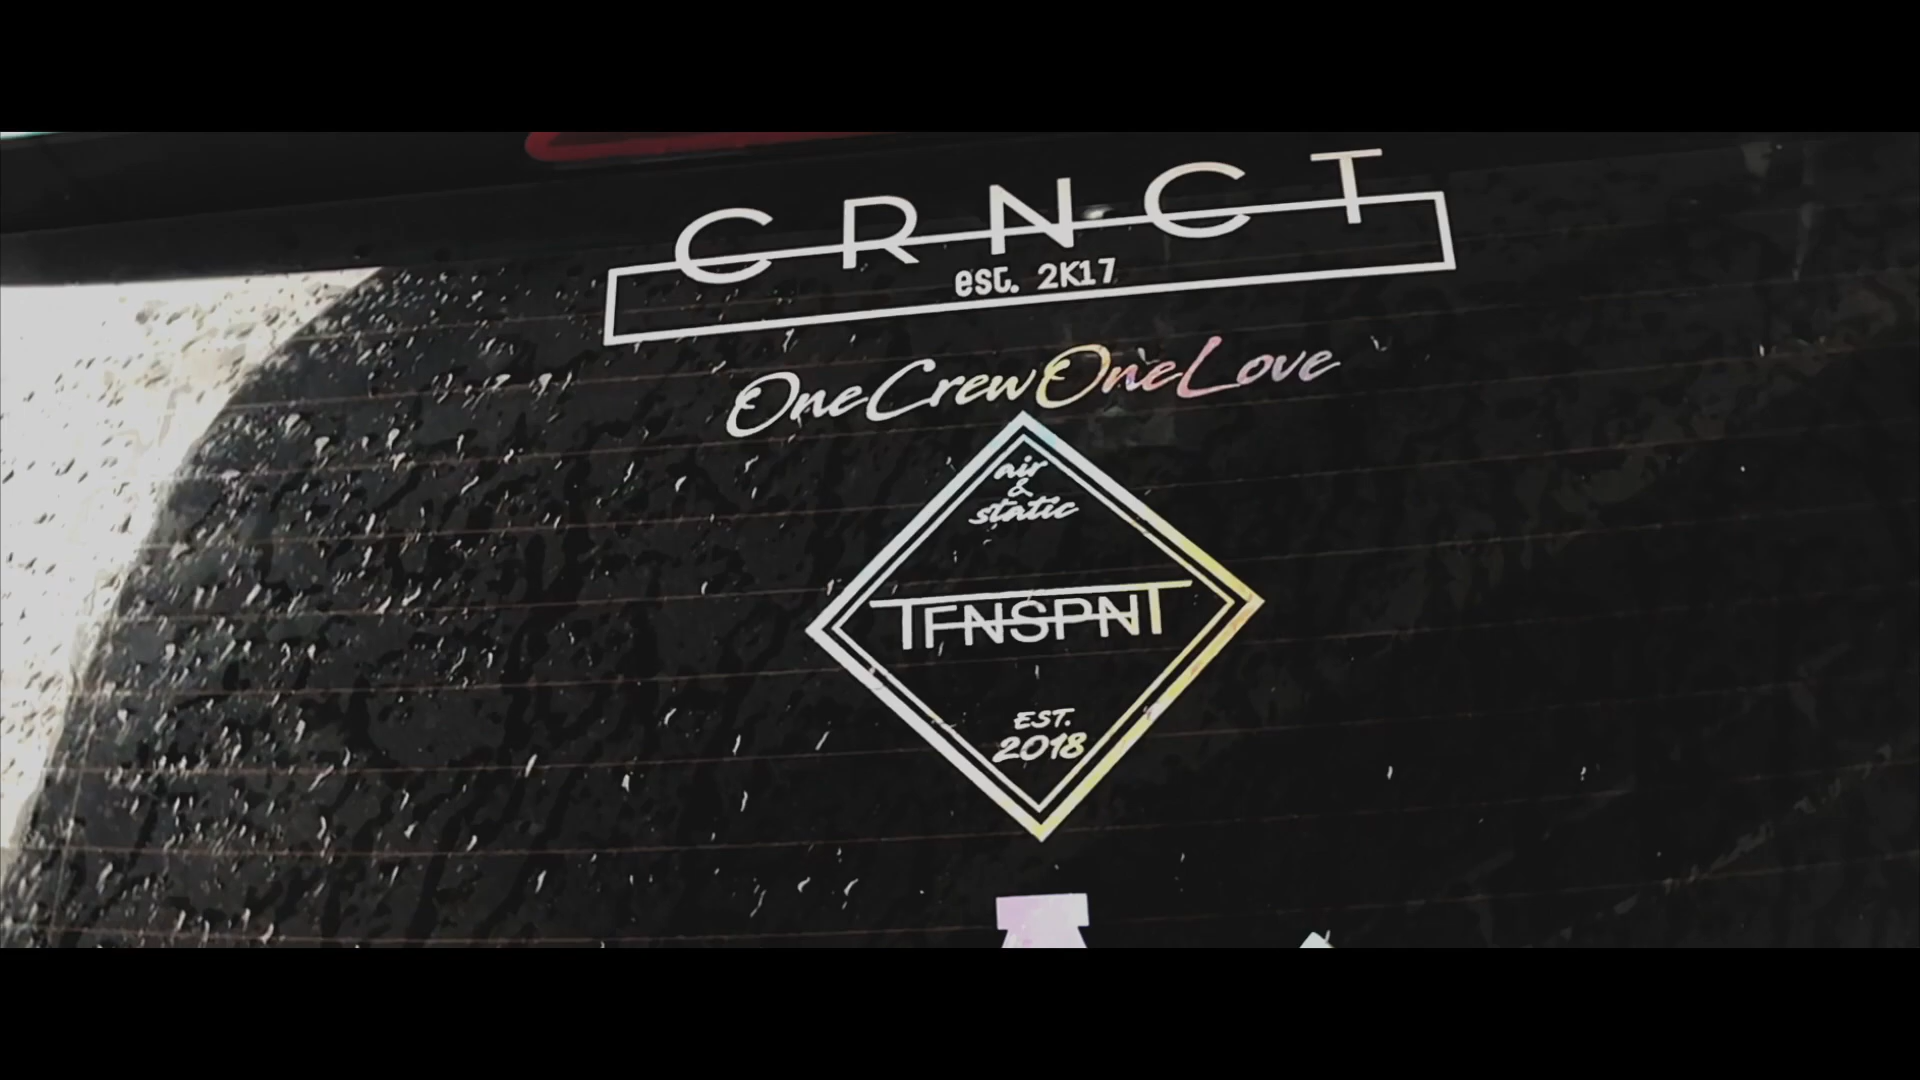 CRNCT
est. 2K17
OneCrewOneLove
air
&
static
TFNSPNT
EST.
2018